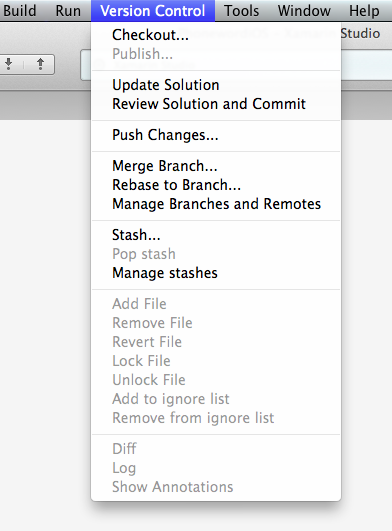 Build Run Version Control Tools Window Help
Studio
Checkout...
Publish...
Update Solution
Review Solution and Commit
Push Changes...
Merge Branch...
Rebase to Branch...
Manage Branches and Remotes
Stash...
Pop stash
Manage stashes
Add File
Remove File
Revert File
Lock File
Unlock File
Add to ignore list
Remove from ignore list
Diff
Log
Show Annotations